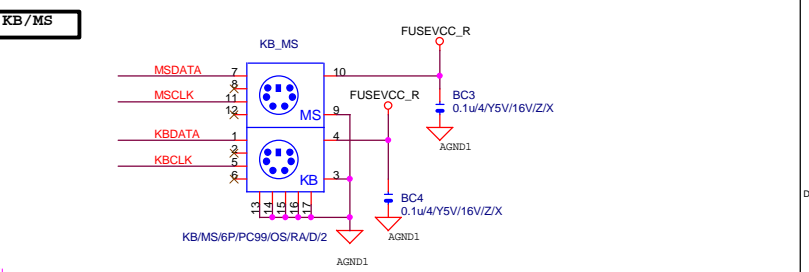 KB/MS
FUSEVCC_R
KB_MS
MSDATA 7
10
8
FUSEVCC_R
BC3
MSCLK 11
0.1u/4/Y5V/16V/Z/X
12
MS 9
KBDATA 1
4
AGND1
2
KBCLK 5
6
KB 3
D
BC4
13 14 15 16 17
0.1u/4/Y5V/16V/Z/X
KB/MS/6P/PC99/OS/RA/D/2
AGND1
AGND1